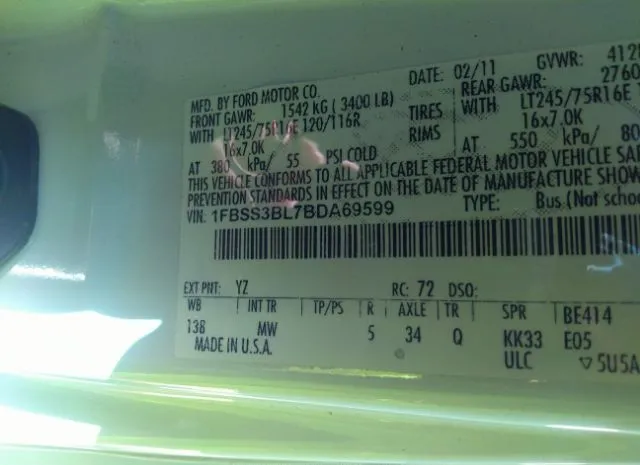 DATE: 02/11 GVWR: 412
MFD. BY FORD MOTOR CO. REAR GAWR: 2760
FRONT GAWR: 1542 KG ( 3400 LB) WITH LT245/75R16E
WITH LT245/75R16E 120/116R TIRES 16x7.0K
16x7.0K RIMS AT 550 kPa/ 80
AT 380 kPa/ 55 PSI COLD
THIS VEHICLE CONFORMS TO ALL APPLICABLE FEDERAL MOTOR VEHICLE SAF
PREVENTION STANDARDS IN EFFECT ON THE DATE OF MANUFACTURE SHOW
VIN: 1FBSS3BL7BDA69599 TYPE: Bus (Not schoo
EXT PNT: YZ RC: 72 DSO:
WB INT TR TP/PS R AXLE TR SPR BE414
138 MW 5 34 Q KK33 E05
MADE IN U.S.A. ULC 5U5A